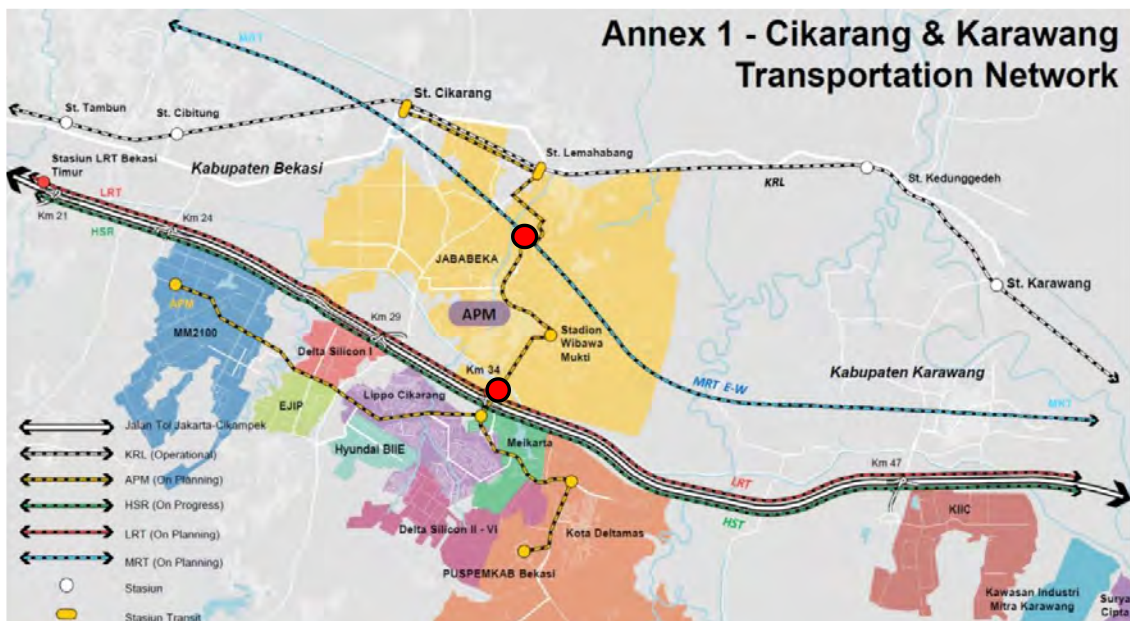 Annex 1 - Cikarang & Karawang
Transportation Network
MRT
St. Cikarang
St. Tambun
St. Cibitung
Stasiun LRT Bekasi
Timur
Kabupaten Bekasi
St. Lemahabang
KRL
St. Kedunggedeh
LRT
Km 21
Km 24
HSR
JABABEKA
St. Karawang
APM
APM
MM2100
Km 29
Stadion
Wibawa
Mukti
Delta Silicon I
Km 34
MRT E-W
Kabupaten Karawang
EJIP
Lippo Cikarang
MRT
Jalan Tol Jakarta-Cikampek
Meikarta
Hyundai BIIE
KRL (Operational)
Km 47
APM (On Planning)
LRT
HSR (On Progress)
HST
KIIC
Delta Silicon II - VI
Kota Deltamas
LRT (On Planning)
MRT (On Planning)
PUSPEMKAB Bekasi
Stasiun
Kawasan Industri
Mitra Karawang
Surya
Cipta
Stasiun Transit